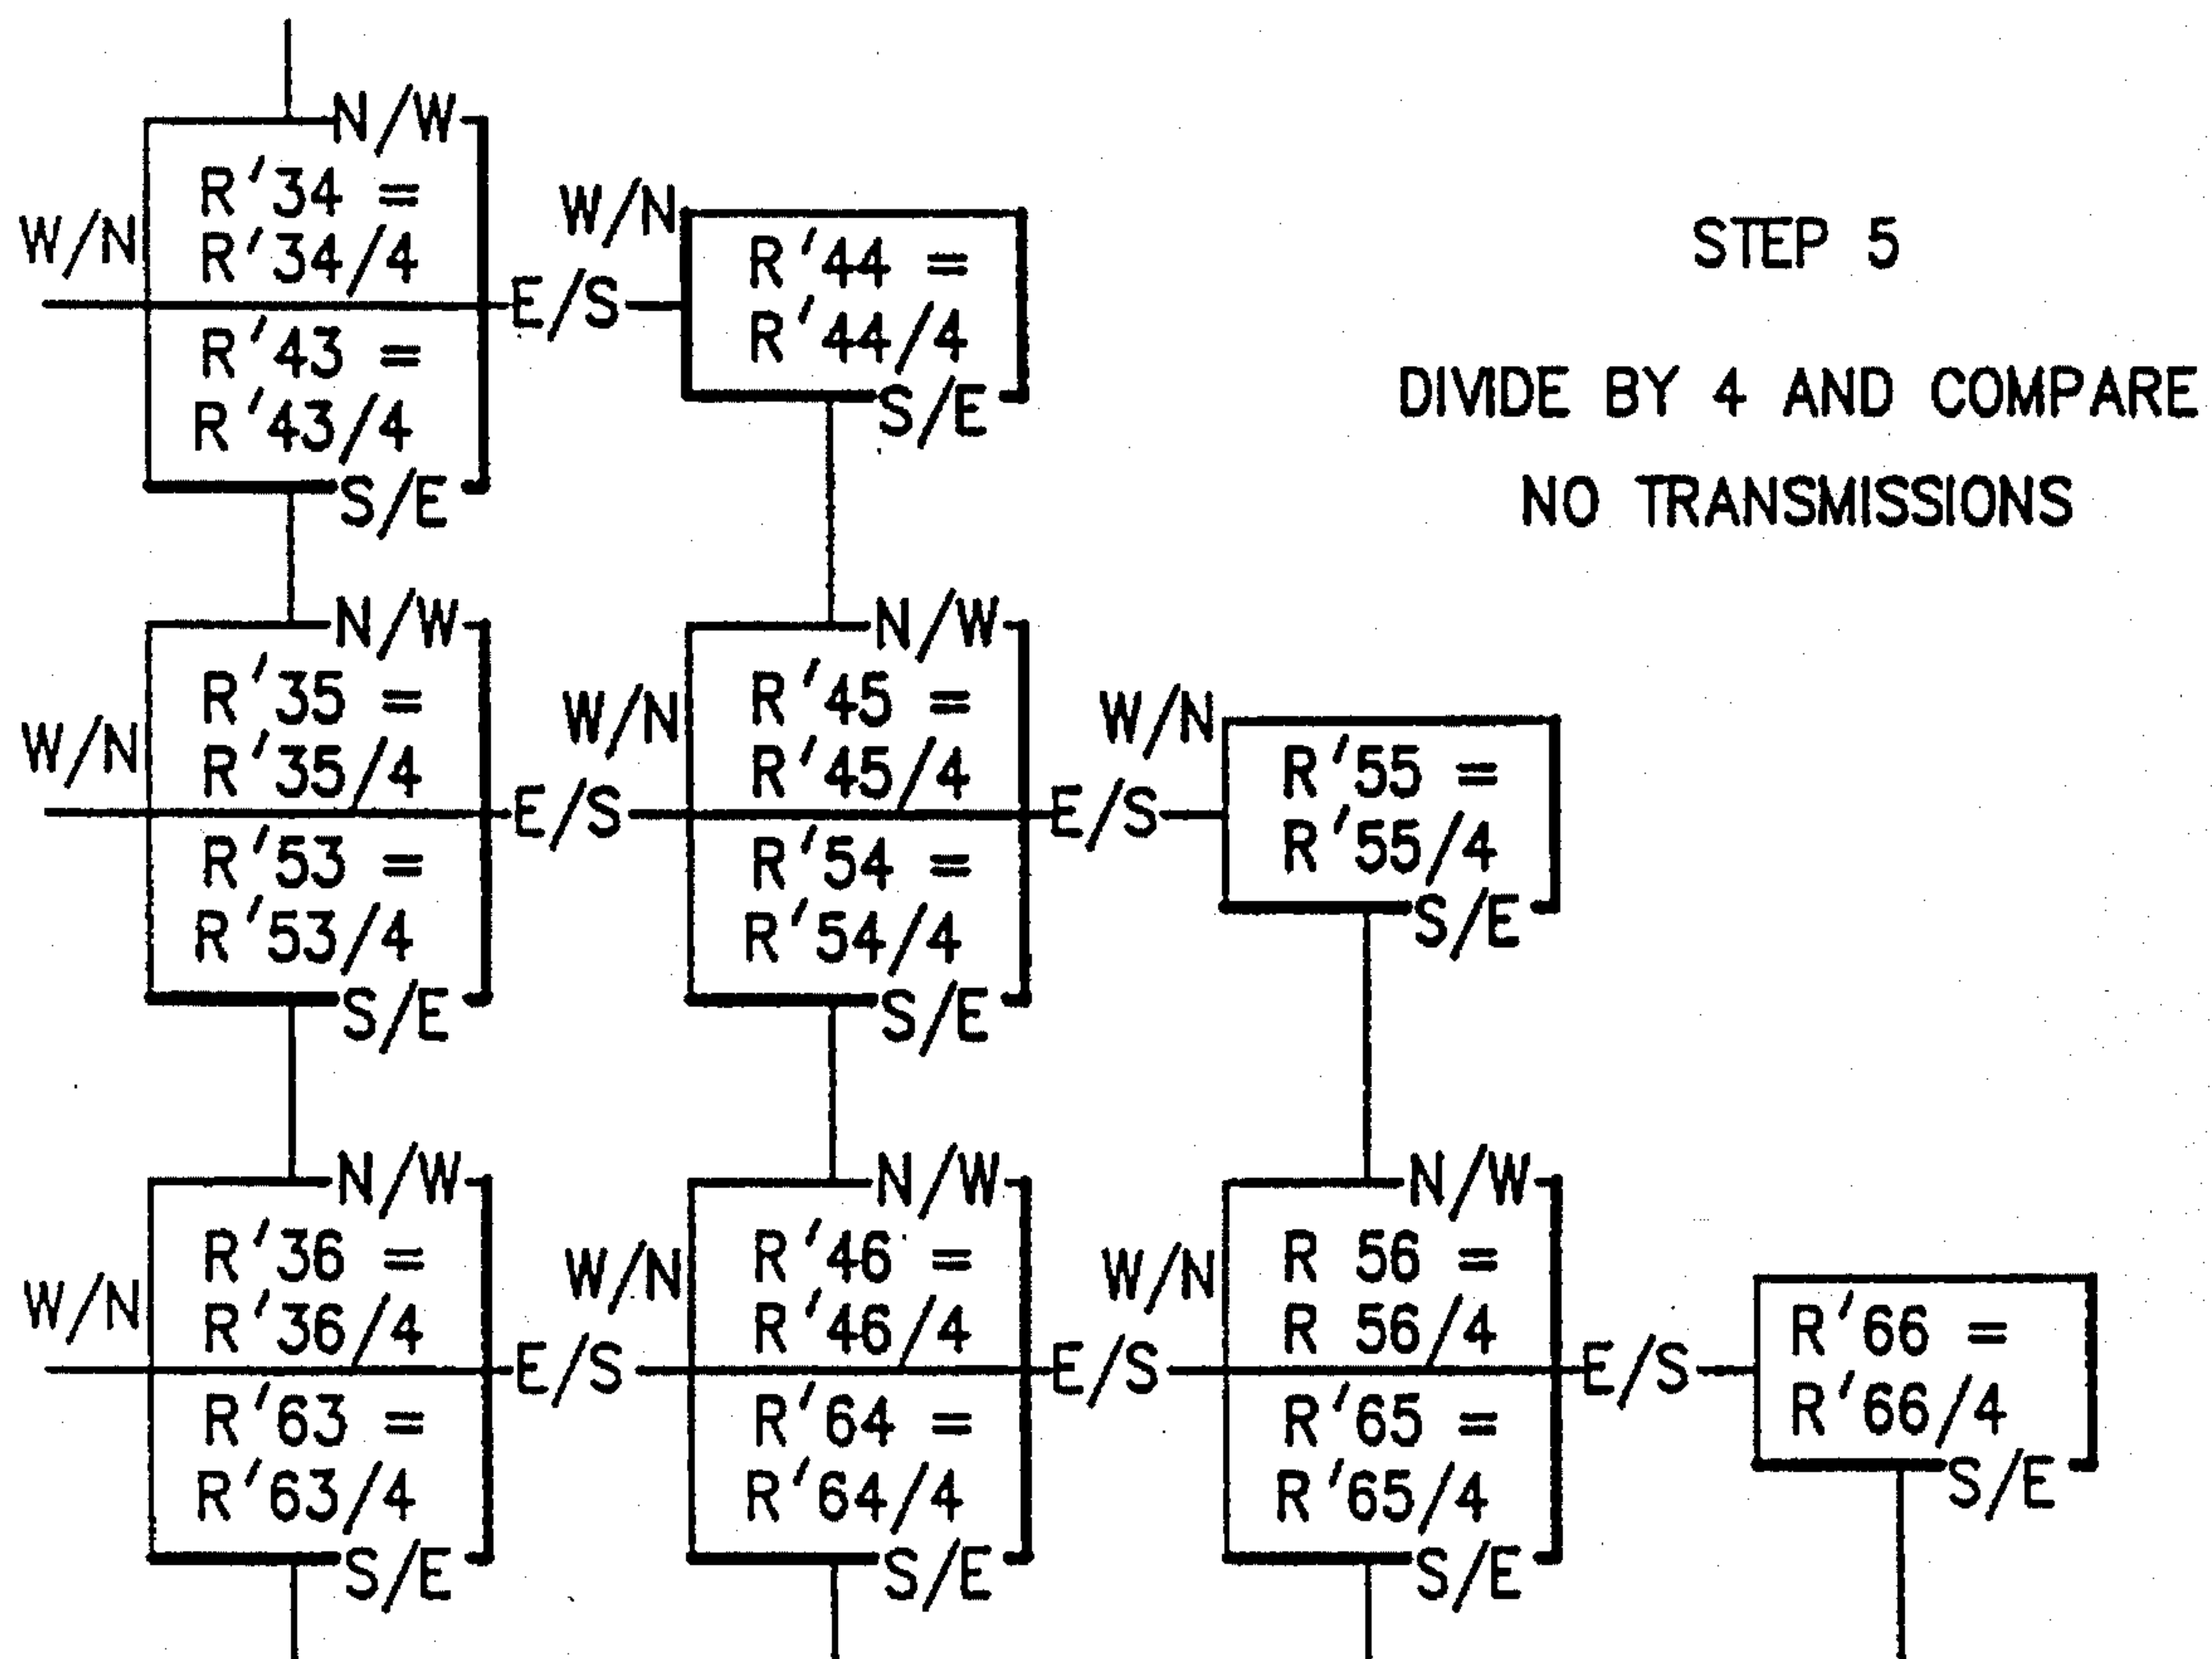 N/W
R'34 =
W/N
R'34/4
R'43 =
R'43/4
S/E
E/S
W/N
R'44 =
R'44/4
S/E
STEP 5
DIVIDE BY 4 AND COMPARE
NO TRANSMISSIONS
N/W
R'35 =
W/N
R'35/4
R'53 =
R'53/4
S/E
E/S
N/W
W/N
R'45 =
R'45/4
R'54 =
R'54/4
S/E
E/S
W/N
R'55 =
R'55/4
S/E
N/W
R'36 =
W/N
R'36/4
R'63 =
R'63/4
S/E
E/S
N/W
W/N
R'46 =
R'46/4
R'64 =
R'64/4
S/E
E/S
N/W
W/N
R 56 =
R 56/4
R'65 =
R'65/4
S/E
E/S
R'66 =
R'66/4
S/E